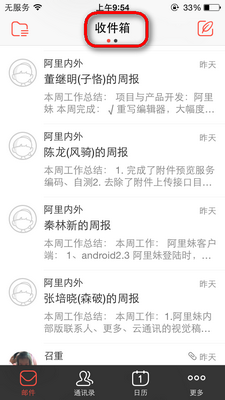 无服务 上午9:54 33%
收件箱
阿里内外 昨天
董继明(子恪)的周报
本周工作总结： 项目与产品开发：阿里
妹 本周完成： √ 重写编辑器，大幅度...
阿里内外 昨天
陈龙(风骑)的周报
本周工作总结： 1. 完成了附件预览服务
编码、自测2. 去除了附件上传接口目...
阿里内外 昨天
秦林新的周报
本周工作总结： 本周工作： 阿里妹客户
端： 1、android2.3 阿里妹登陆时，...
阿里内外 昨天
张培晓(森破)的周报
本周工作总结： 本周工作：1.阿里妹内
部版联系人、更多、云通讯的视觉稿...
召重 昨天
邮件 通讯录 1 日历 更多